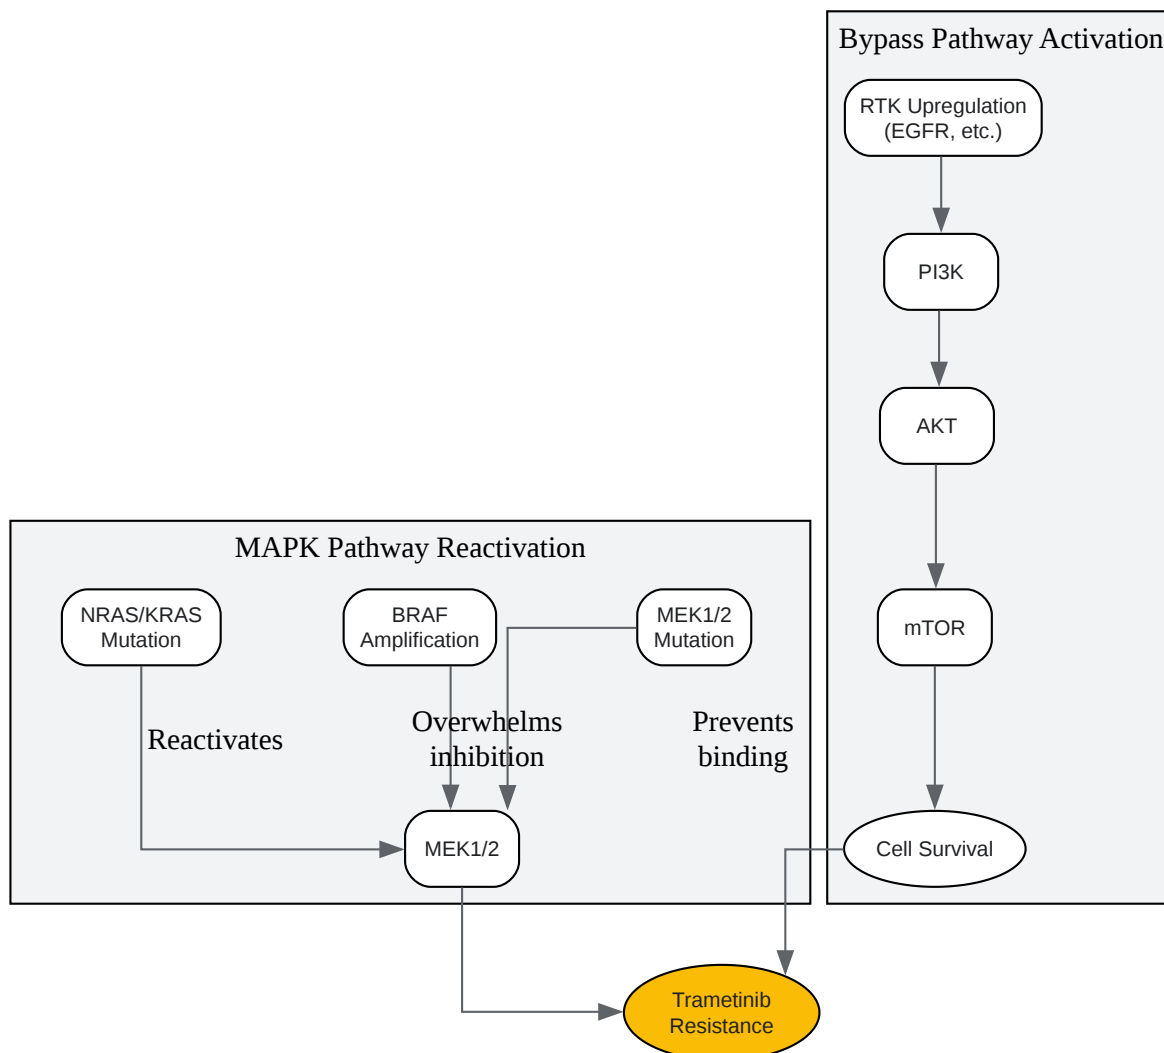 Bypass Pathway Activation
RTK Upregulation
(EGFR, etc.)
PI3K
AKT
mTOR
Cell Survival
MAPK Pathway Reactivation
NRAS/KRAS
Mutation
BRAF
Amplification
MEK1/2
Mutation
Reactivates
Overwhelms
inhibition
Prevents
binding
MEK1/2
Trametinib
Resistance